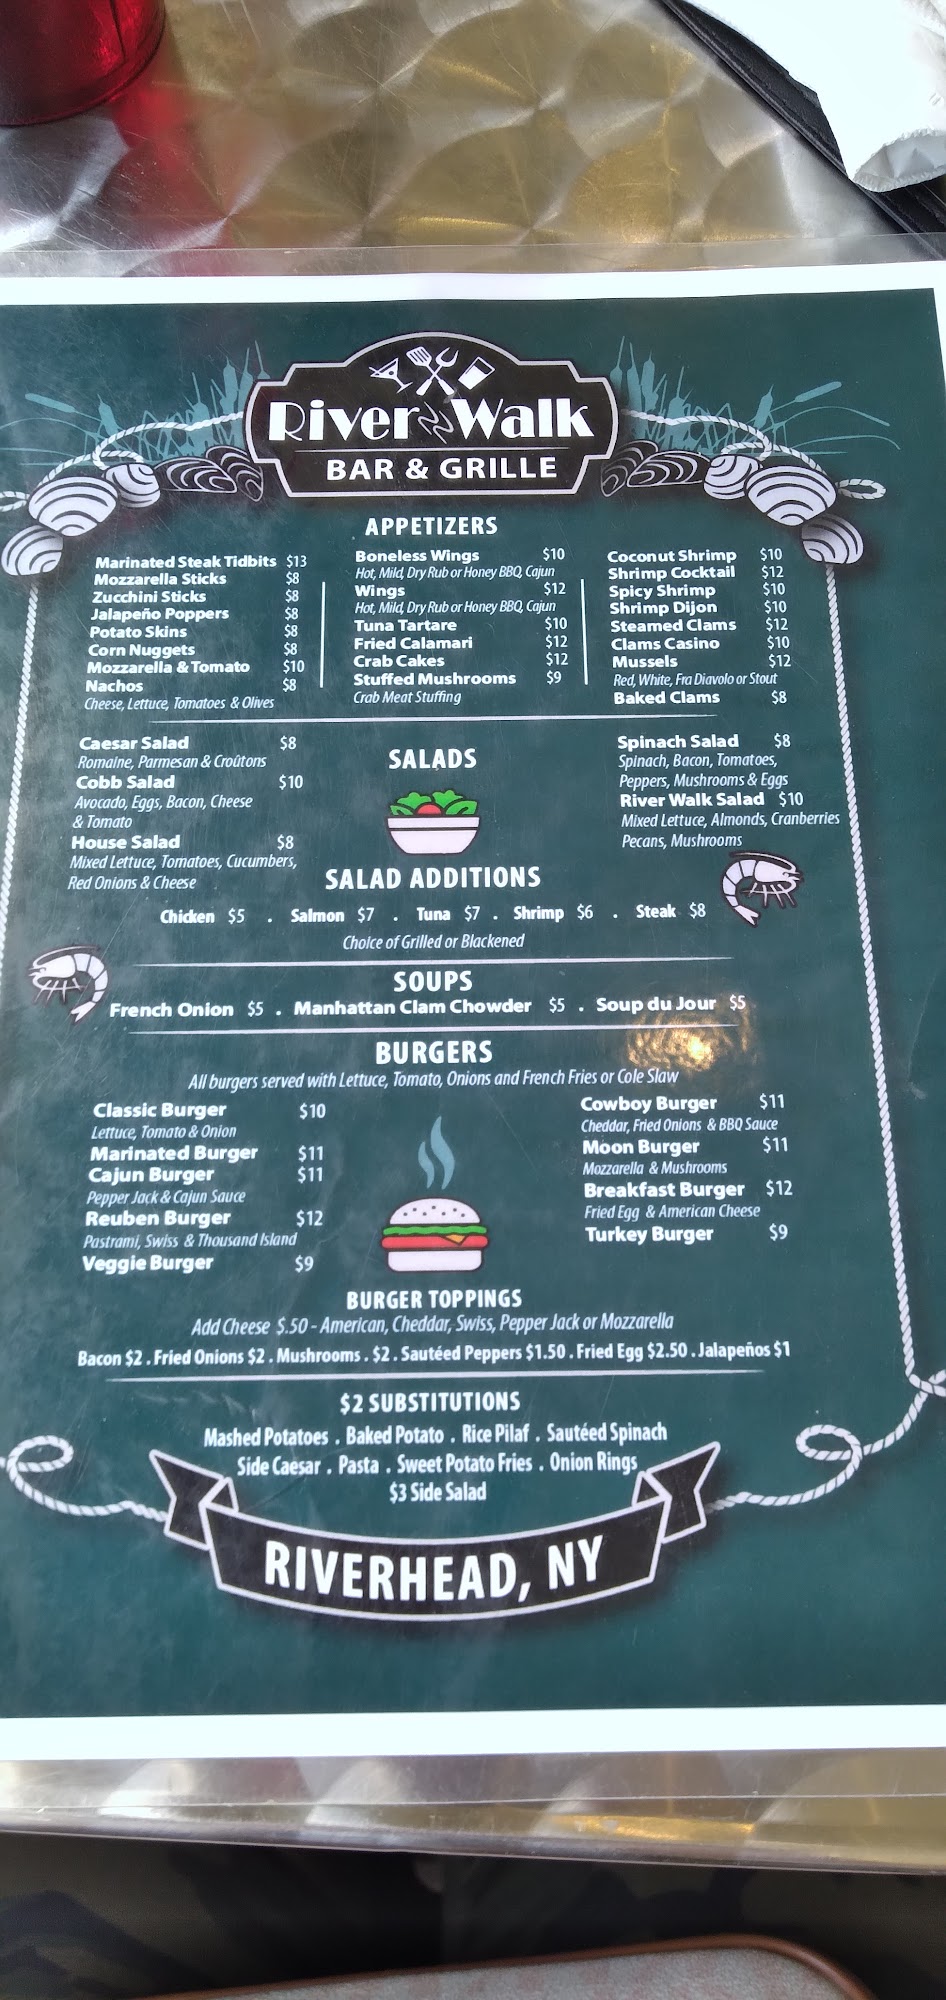 River Walk
BAR & GRILLE
APPETIZERS
Marinated Steak Tidbits $13
Mozzarella Sticks $8
Zucchini Sticks $8
Jalapeño Poppers $8
Potato Skins $8
Corn Nuggets $8
Mozzarella & Tomato $10
Nachos $8
Cheese, Lettuce, Tomatoes & Olives
Boneless Wings $10
Hot, Mild, Dry Rub or Honey BBQ, Cajun
Wings $12
Hot, Mild, Dry Rub or Honey BBQ, Cajun
Tuna Tartare $10
Fried Calamari $12
Crab Cakes $12
Stuffed Mushrooms $9
Crab Meat Stuffing
Coconut Shrimp $10
Shrimp Cocktail $12
Spicy Shrimp $10
Shrimp Dijon $10
Steamed Clams $12
Clams Casino $10
Mussels $12
Red, White, Fra Diavolo or Stout
Baked Clams $8
SALADS
Caesar Salad $8
Romaine, Parmesan & Croûtons
Cobb Salad $10
Avocado, Eggs, Bacon, Cheese
& Tomato
House Salad $8
Mixed Lettuce, Tomatoes, Cucumbers,
Red Onions & Cheese
Spinach Salad $8
Spinach, Bacon, Tomatoes,
Peppers, Mushrooms & Eggs
River Walk Salad $10
Mixed Lettuce, Almonds, Cranberries
Pecans, Mushrooms
SALAD ADDITIONS
Chicken $5 . Salmon $7 . Tuna $7 . Shrimp $6 . Steak $8
Choice of Grilled or Blackened
SOUPS
French Onion $5 . Manhattan Clam Chowder $5 . Soup du Jour $5
BURGERS
All burgers served with Lettuce, Tomato, Onions and French Fries or Cole Slaw
Classic Burger $10
Lettuce, Tomato & Onion
Marinated Burger $11
Cajun Burger $11
Pepper Jack & Cajun Sauce
Reuben Burger $12
Pastrami, Swiss & Thousand Island
Veggie Burger $9
Cowboy Burger $11
Cheddar, Fried Onions & BBQ Sauce
Moon Burger $11
Mozzarella & Mushrooms
Breakfast Burger $12
Fried Egg & American Cheese
Turkey Burger $9
BURGER TOPPINGS
Add Cheese $.50 - American, Cheddar, Swiss, Pepper Jack or Mozzarella
Bacon $2 . Fried Onions $2 . Mushrooms . $2 . Sautéed Peppers $1.50 . Fried Egg $2.50 . Jalapeños $1
$2 SUBSTITUTIONS
Mashed Potatoes . Baked Potato . Rice Pilaf . Sautéed Spinach
Side Caesar . Pasta . Sweet Potato Fries . Onion Rings
$3 Side Salad
RIVERHEAD, NY